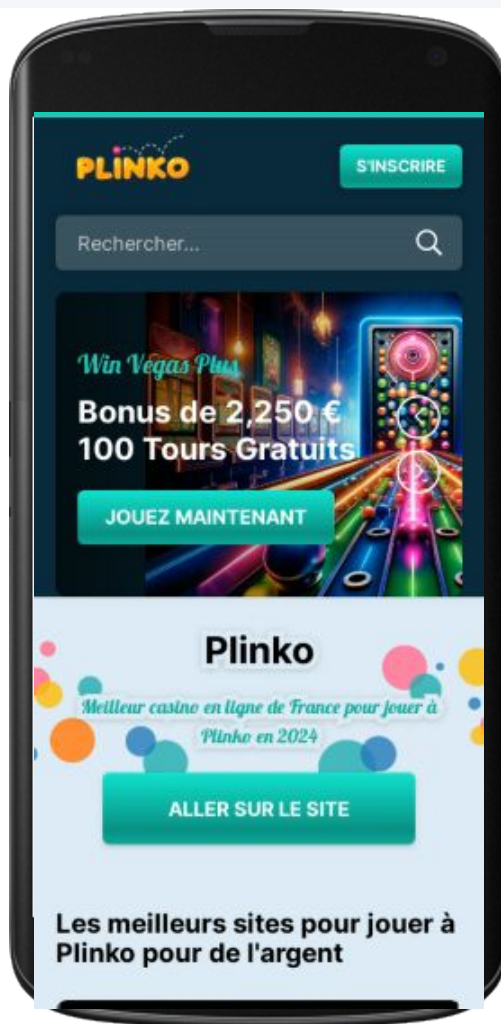 PLINKO
S'INSCRIRE
Rechercher...
Win Vegas Plus
Bonus de 2,250 €
100 Tours Gratuits
JOUEZ MAINTENANT
Plinko
Meilleur casino en ligne de France pour jouer à
Plinko en 2024
ALLER SUR LE SITE
Les meilleurs sites pour jouer à
Plinko pour de l'argent